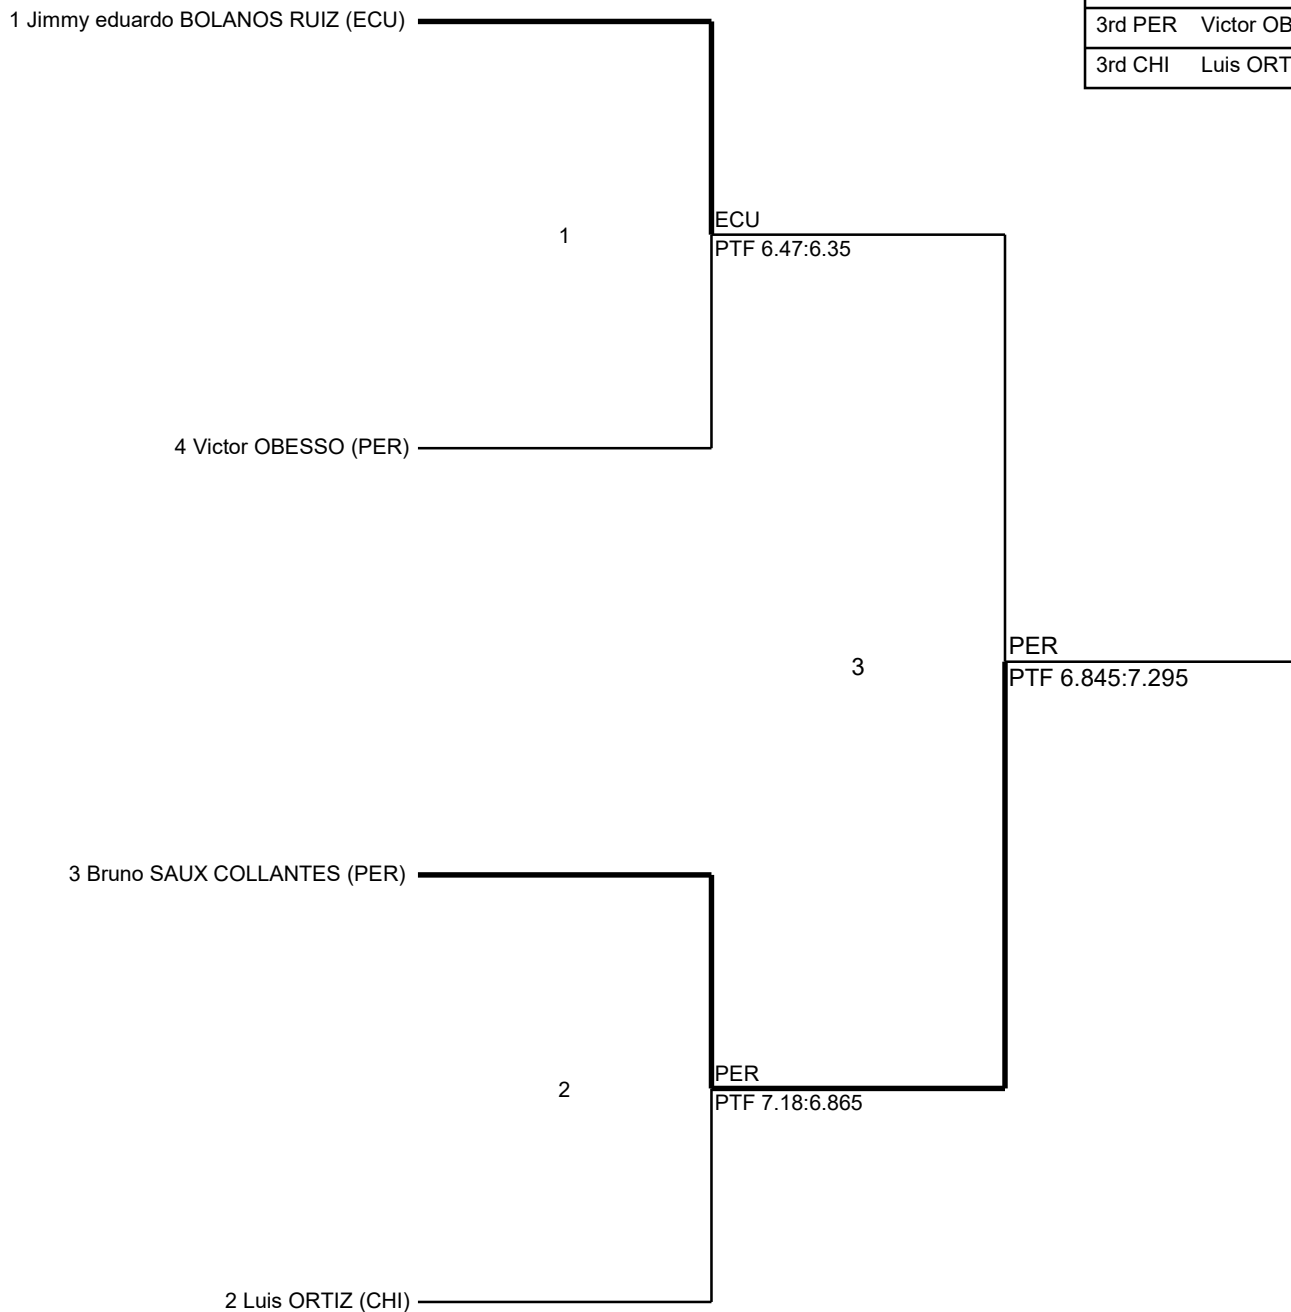 1 Jimmy eduardo BOLANOS RUIZ (ECU)
3rd PER Victor OB
3rd CHI Luis ORT
ECU
1
PTF 6.47:6.35
4 Victor OBESSO (PER)
PER
3
PTF 6.845:7.295
3 Bruno SAUX COLLANTES (PER)
PER
2
PTF 7.18:6.865
2 Luis ORTIZ (CHI)